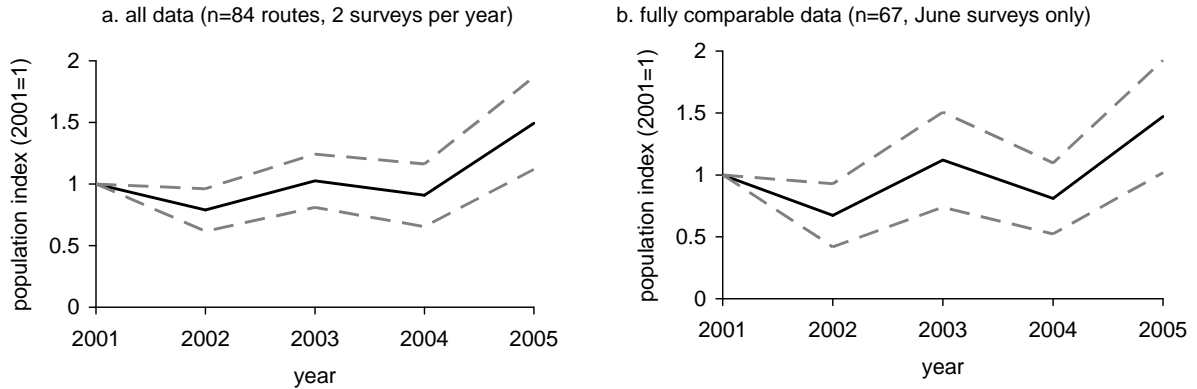 a. all data (n=84 routes, 2 surveys per year)
population index (2001=1)
2
1.5
1
0.5
0
2001 2002 2003 2004 2005
year
b. fully comparable data (n=67, June surveys only)
population index (2001=1)
2
1.5
1
0.5
0
2001 2002 2003 2004 2005
year